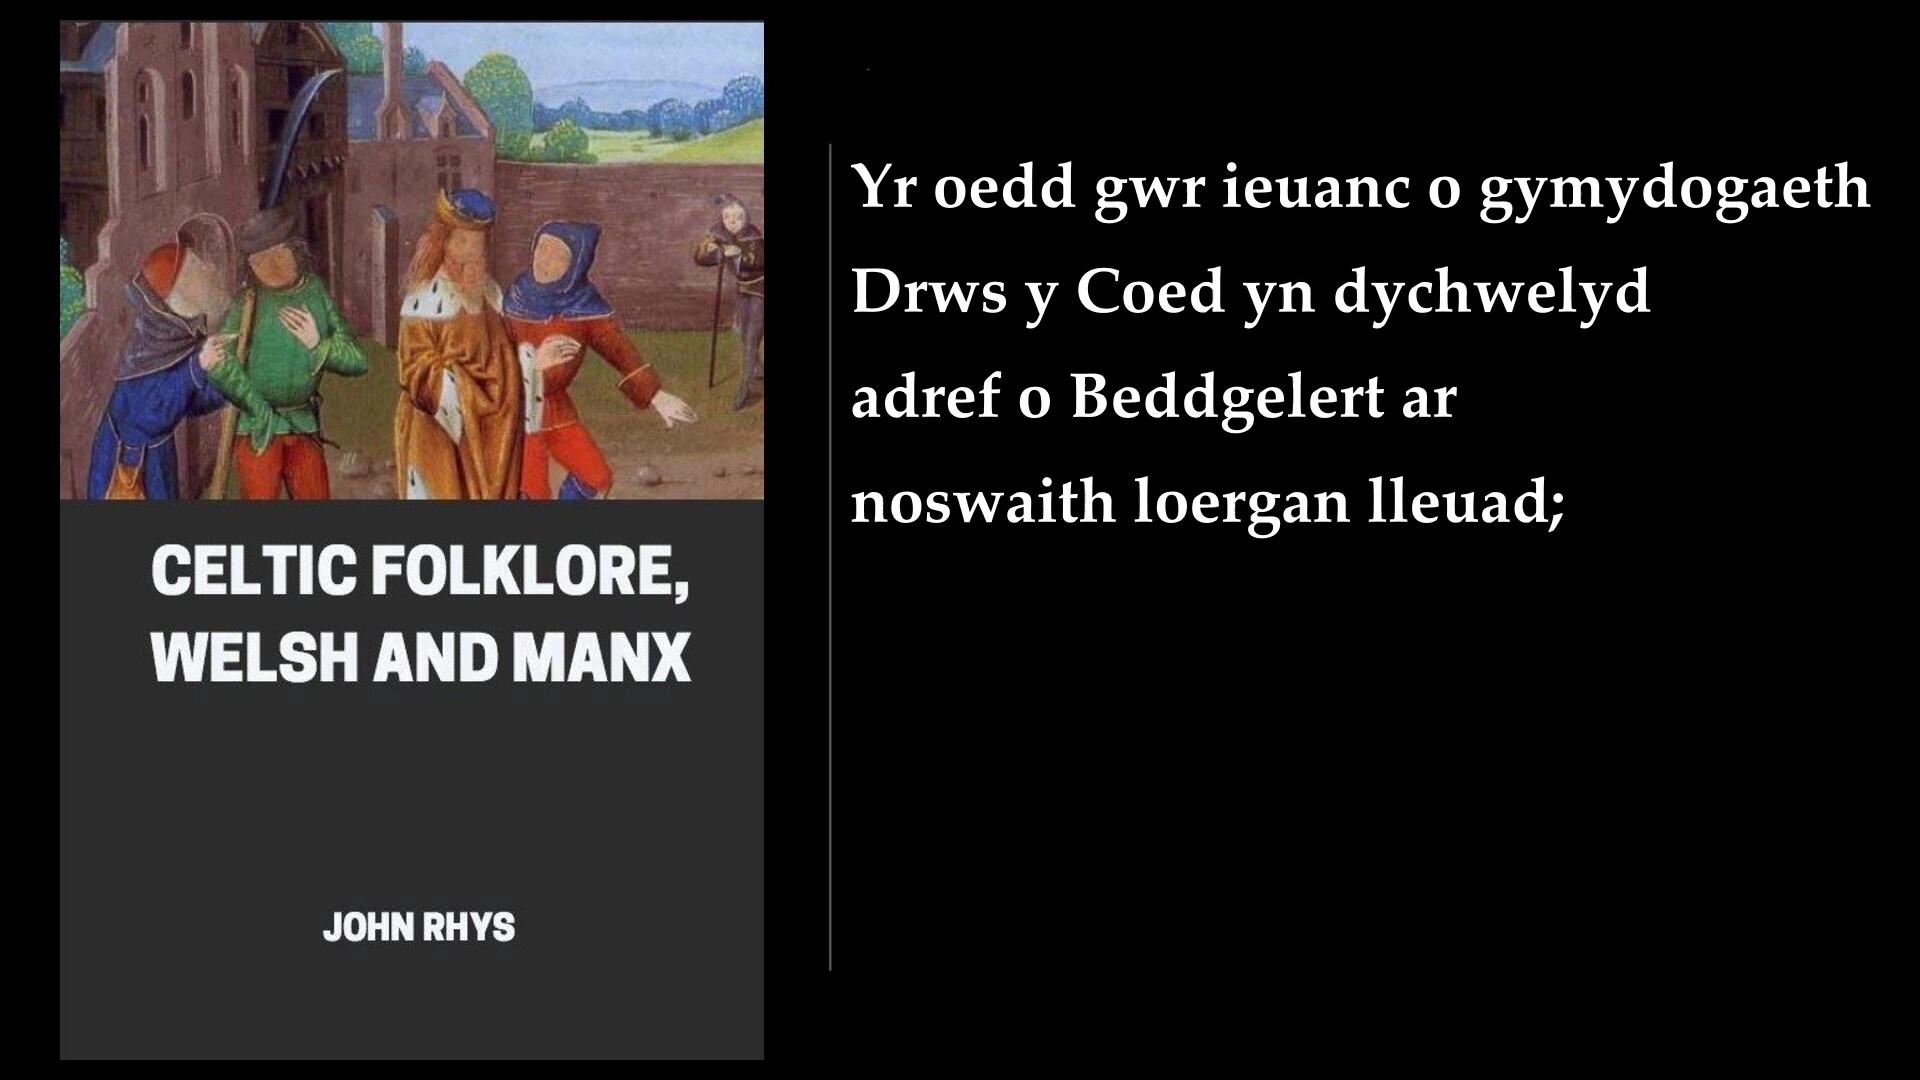 CELTIC FOLKLORE,
WELSH AND MANX
JOHN RHYS
Yr oedd gwr ieuanc o gymydogaeth
Drws y Coed yn dychwelyd
adref o Beddgelert ar
noswaith loergan lleuad;